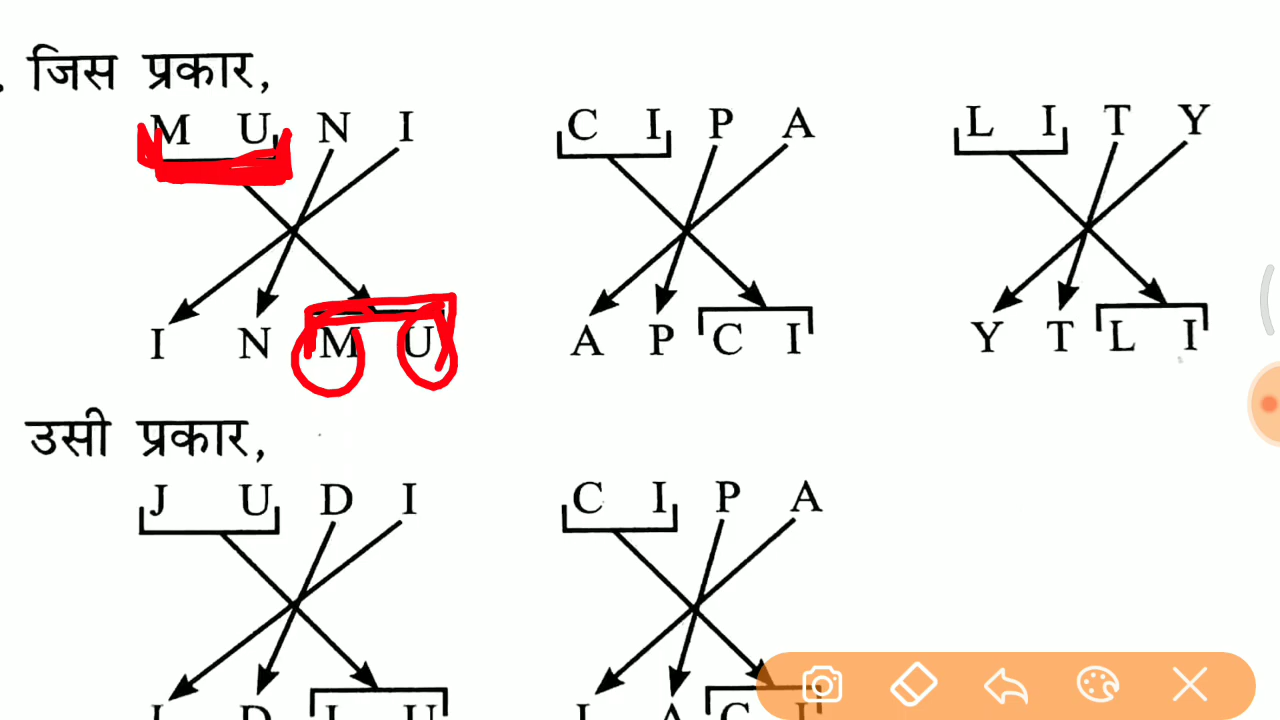 . जिस प्रकार,
M U N I C I P A L I T Y
I N M U A P C I Y T L I
उसी प्रकार,
J U D I C I P A
D U A C